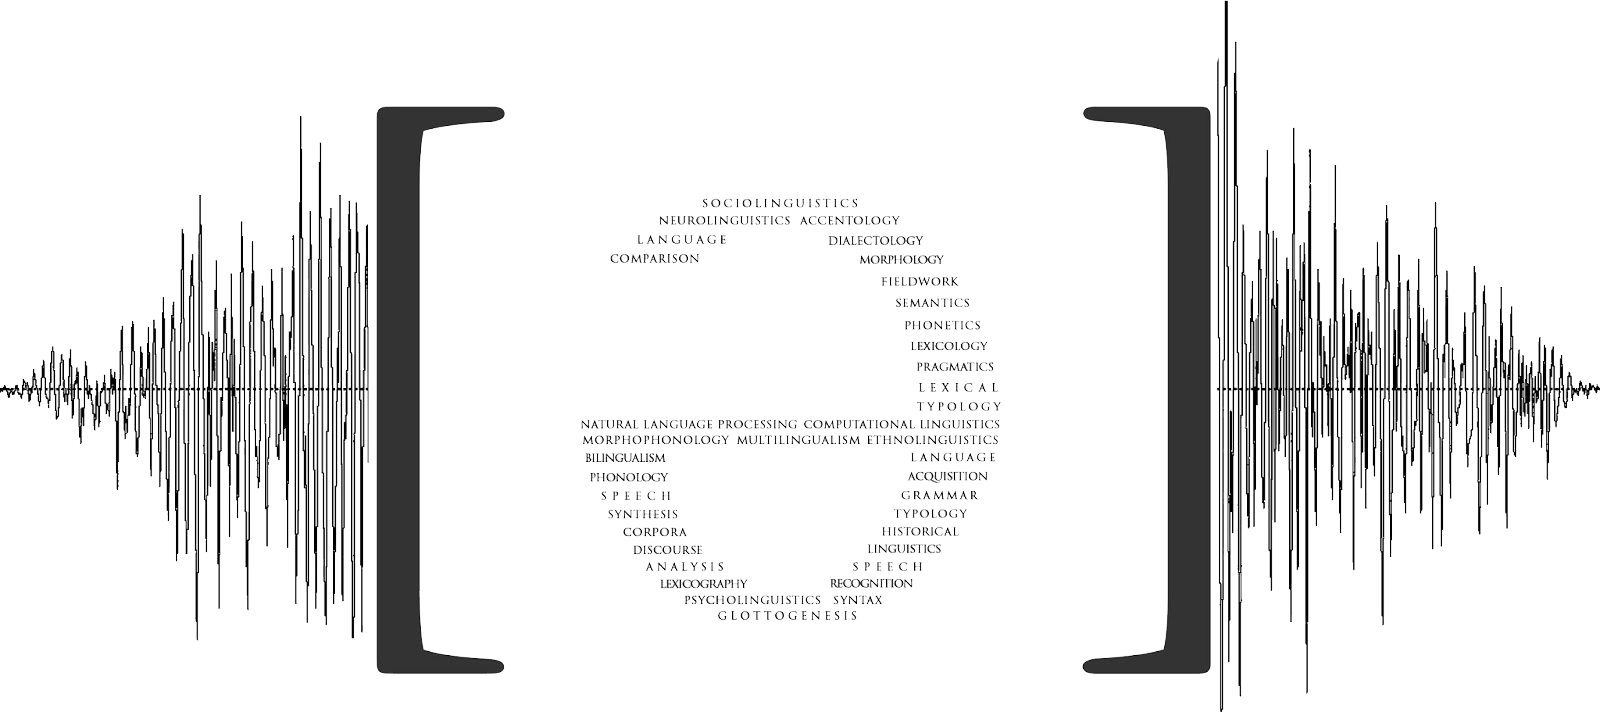 SOCIOLINGUISTICS
NEUROLINGUISTICS ACCENTOLOGY
LANGUAGE DIALECTOLOGY
COMPARISON MORPHOLOGY
FIELDWORK
SEMANTICS
PHONETICS
LEXICOLOGY
PRAGMATICS
LEXICAL
TYPOLOGY
NATURAL LANGUAGE PROCESSING COMPUTATIONAL LINGUISTICS
MORPHOPHONOLOGY MULTILINGUALISM ETHNOLINGUISTICS
BILINGUALISM LANGUAGE
PHONOLOGY ACQUISITION
SPEECH GRAMMAR
SYNTHESIS TYPOLOGY
CORPORA HISTORICAL
DISCOURSE LINGUISTICS
ANALYSIS SPEECH
LEXICOGRAPHY RECOGNITION
PSYCHOLINGUISTICS SYNTAX
GLOTTOGENESIS